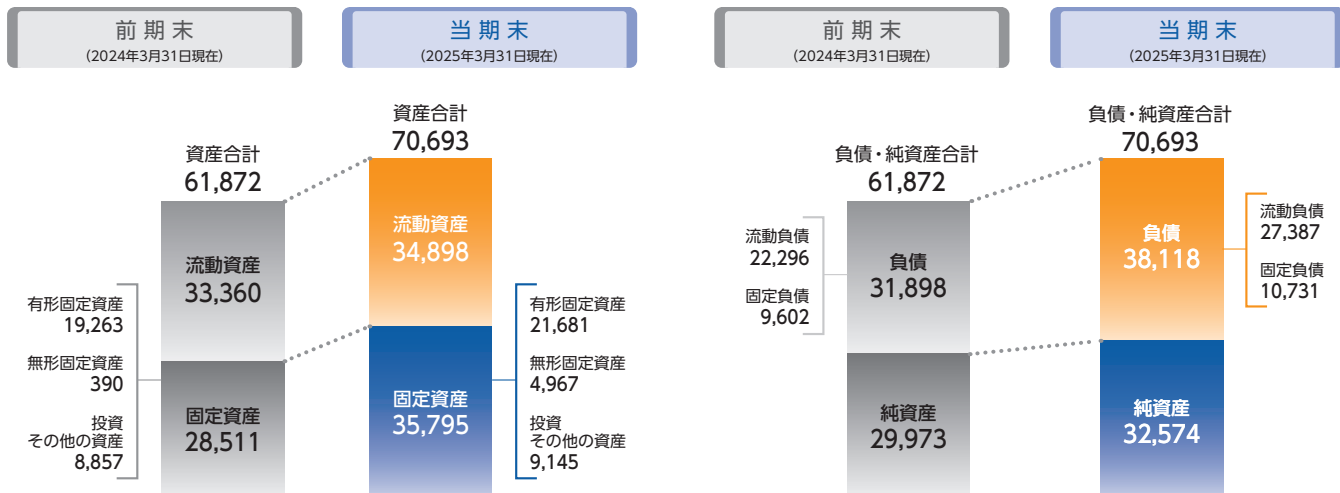 前期末
(2024年3月31日現在)
当期末
(2025年3月31日現在)
資産合計
61,872
資産合計
70,693
流動資産
33,360
流動資産
34,898
有形固定資産
19,263
無形固定資産
390
投資
その他の資産
8,857
固定資産
28,511
固定資産
35,795
有形固定資産
21,681
無形固定資産
4,967
投資
その他の資産
9,145
前期末
(2024年3月31日現在)
当期末
(2025年3月31日現在)
負債・純資産合計
61,872
負債・純資産合計
70,693
流動負債
22,296
固定負債
9,602
負債
31,898
負債
38,118
流動負債
27,387
固定負債
10,731
純資産
29,973
純資産
32,574